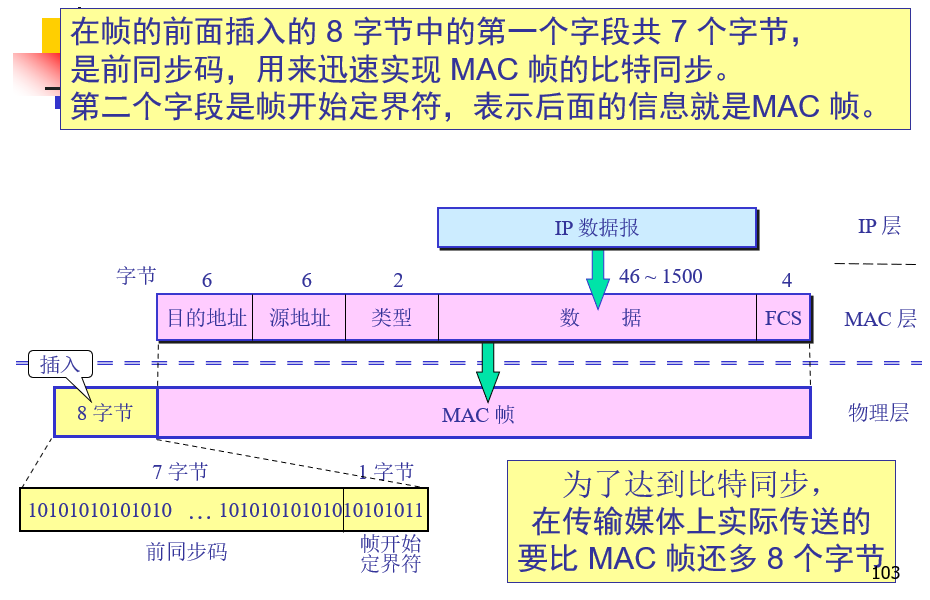 在帧的前面插入的 8 字节中的第一个字段共 7 个字节，
是前同步码，用来迅速实现 MAC 帧的比特同步。
第二个字段是帧开始定界符，表示后面的信息就是MAC 帧。
IP 数据报
IP 层
字节
6
6
2
46 ~ 1500
4
目的地址
源地址
类型
数 据
FCS
MAC 层
插入
8 字节
MAC 帧
物理层
7 字节
1 字节
10101010101010 … 101010101010
10101011
前同步码
帧开始
定界符
为了达到比特同步，
在传输媒体上实际传送的
要比 MAC 帧还多 8 个字节
103